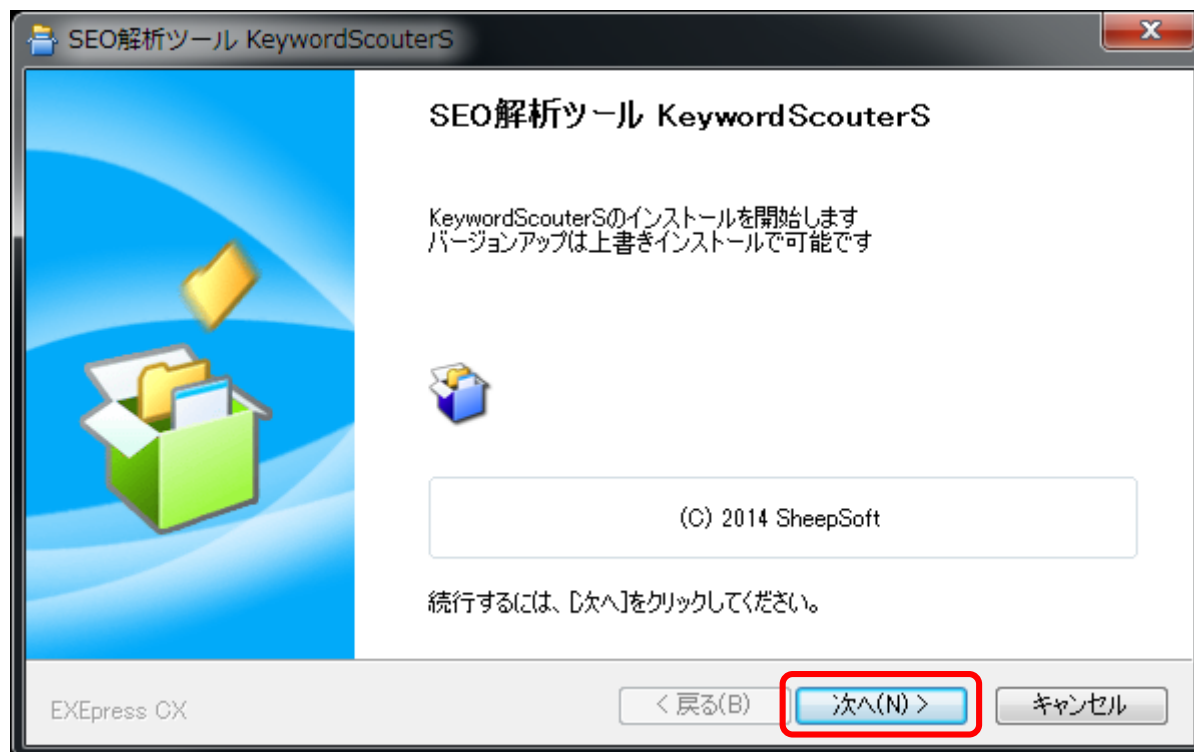 SEO解析ツール KeywordScouterS
x
SEO解析ツール KeywordScouterS
KeywordScouterSのインストールを開始します
バージョンアップは上書きインストールで可能です
(C) 2014 SheepSoft
続行するには、[次へ]をクリックしてください。
EXEpress CX
< 戻る(B)
次へ(N) >
キャンセル